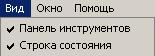 Вид Окно Помощь
Панель инструментов
Строка состояния